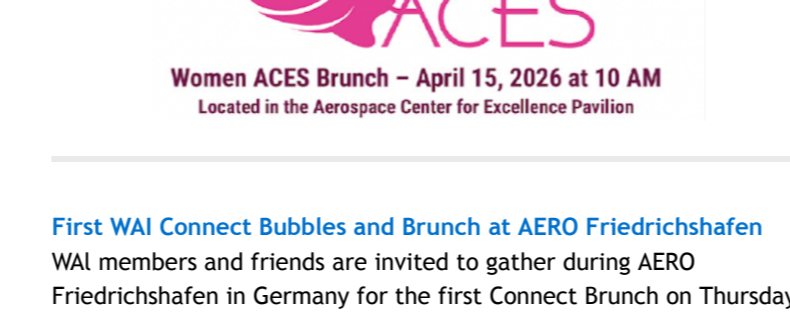 ACES
Women ACES Brunch – April 15, 2026 at 10 AM
Located in the Aerospace Center for Excellence Pavilion
First WAI Connect Bubbles and Brunch at AERO Friedrichshafen
WAl members and friends are invited to gather during AERO
Friedrichshafen in Germany for the first Connect Brunch on Thursday